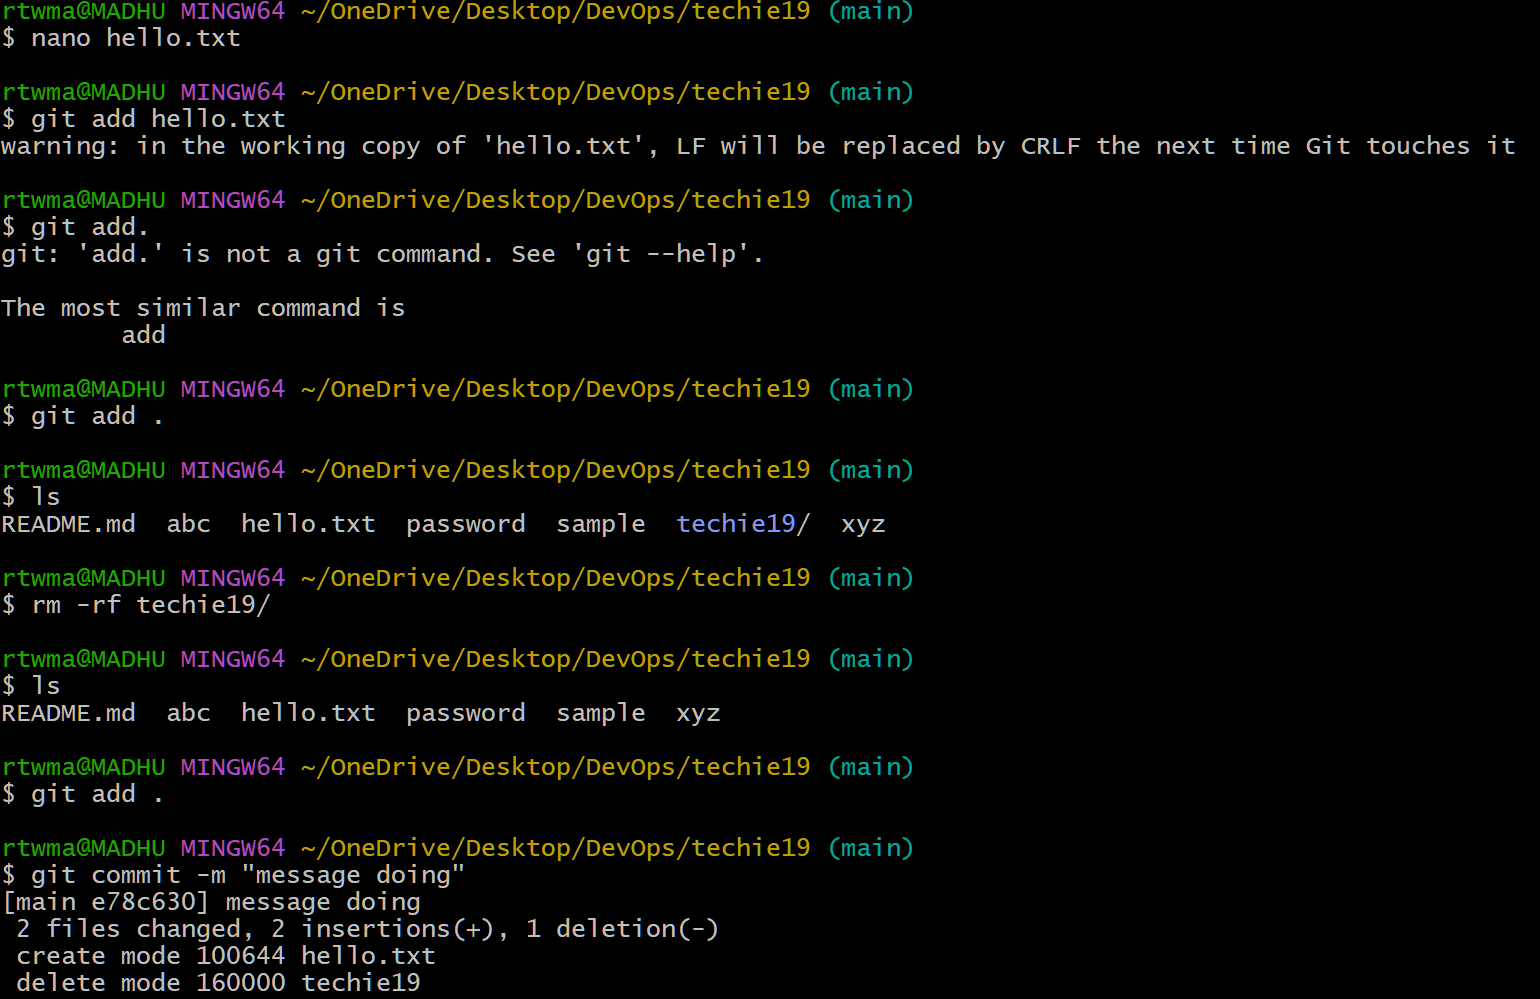 rtwma@MADHU MINGW64 ~/OneDrive/Desktop/DevOps/techie19 (main)
$ nano hello.txt

rtwma@MADHU MINGW64 ~/OneDrive/Desktop/DevOps/techie19 (main)
$ git add hello.txt
warning: in the working copy of 'hello.txt', LF will be replaced by CRLF the next time Git touches it

rtwma@MADHU MINGW64 ~/OneDrive/Desktop/DevOps/techie19 (main)
$ git add.
git: 'add.' is not a git command. See 'git --help'.

The most similar command is
        add

rtwma@MADHU MINGW64 ~/OneDrive/Desktop/DevOps/techie19 (main)
$ git add .

rtwma@MADHU MINGW64 ~/OneDrive/Desktop/DevOps/techie19 (main)
$ ls
README.md  abc  hello.txt  password  sample  techie19/  xyz

rtwma@MADHU MINGW64 ~/OneDrive/Desktop/DevOps/techie19 (main)
$ rm -rf techie19/

rtwma@MADHU MINGW64 ~/OneDrive/Desktop/DevOps/techie19 (main)
$ ls
README.md  abc  hello.txt  password  sample  xyz

rtwma@MADHU MINGW64 ~/OneDrive/Desktop/DevOps/techie19 (main)
$ git add .

rtwma@MADHU MINGW64 ~/OneDrive/Desktop/DevOps/techie19 (main)
$ git commit -m "message doing"
[main e78c630] message doing
 2 files changed, 2 insertions(+), 1 deletion(-)
 create mode 100644 hello.txt
 delete mode 160000 techie19